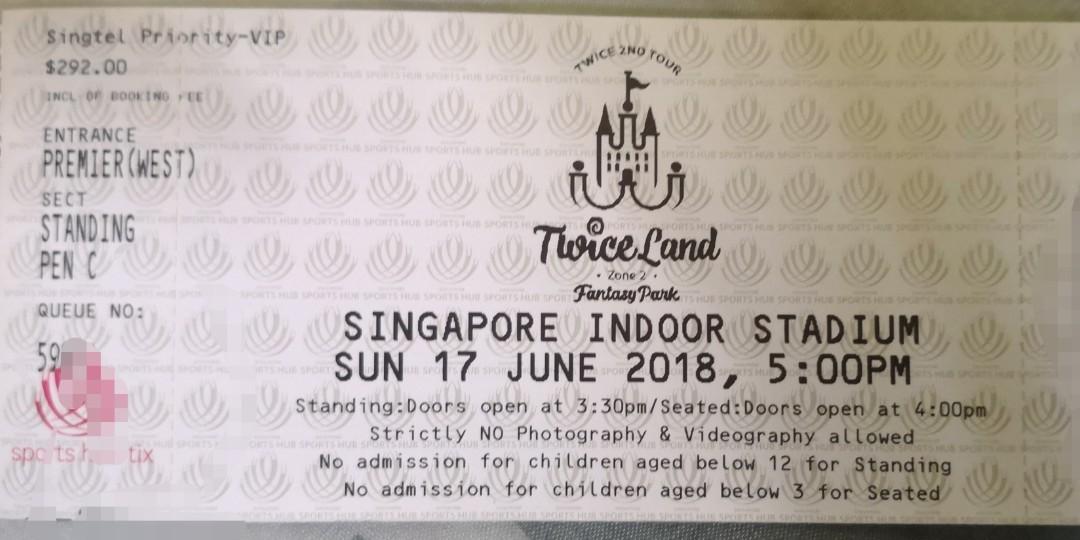 Singtel Priority-VIP
$292.00
INCL OF BOOKING FEE
ENTRANCE
PREMIER(WEST)
SECT
STANDING
PEN C
QUEUE NO:
59
sports h tix
TWICE 2ND TOUR
TwiceLand
· Zone 2 ·
Fantasy Park
SINGAPORE INDOOR STADIUM
SUN 17 JUNE 2018, 5:00PM
Standing:Doors open at 3:30pm/Seated:Doors open at 4:00pm
Strictly NO Photography & Videography allowed
No admission for children aged below 12 for Standing
No admission for children aged below 3 for Seated